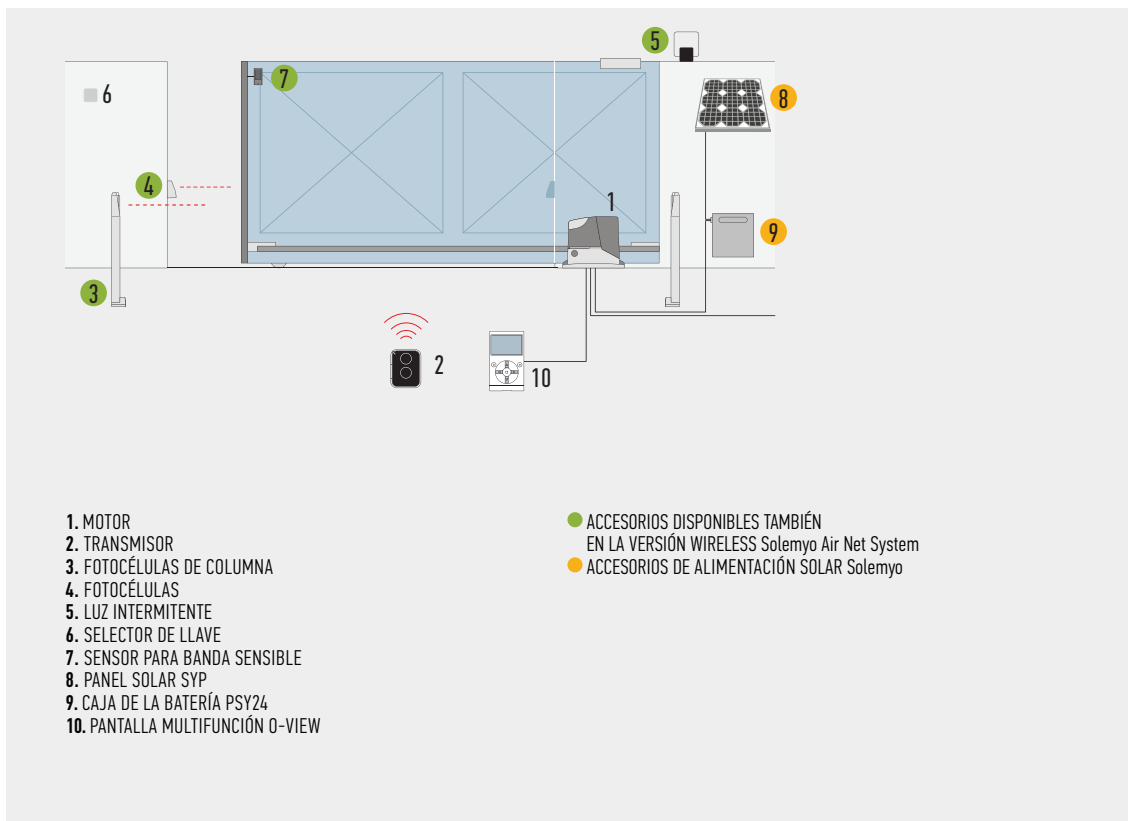 5
7
6
8
4
1
9
3
2
10
1. MOTOR
2. TRANSMISOR
3. FOTOCÉLULAS DE COLUMNA
4. FOTOCÉLULAS
5. LUZ INTERMITENTE
6. SELECTOR DE LLAVE
7. SENSOR PARA BANDA SENSIBLE
8. PANEL SOLAR SYP
9. CAJA DE LA BATERÍA PSY24
10. PANTALLA MULTIFUNCIÓN O-VIEW
ACCESORIOS DISPONIBLES TAMBIÉN
EN LA VERSIÓN WIRELESS Solemyo Air Net System
ACCESORIOS DE ALIMENTACIÓN SOLAR Solemyo